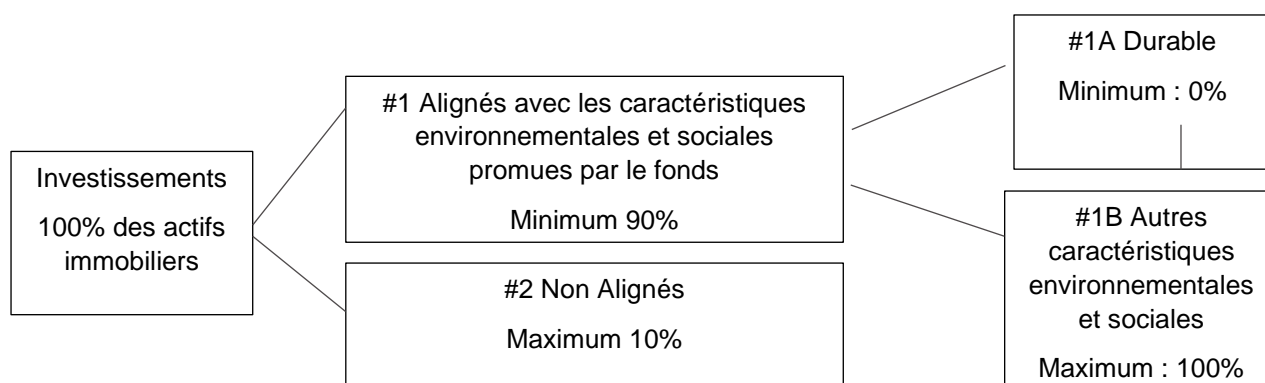 Investissements
100% des actifs
immobiliers
#1 Alignés avec les caractéristiques
environnementales et sociales
promues par le fonds
Minimum 90%
#2 Non Alignés
Maximum 10%
#1A Durable
Minimum : 0%
#1B Autres
caractéristiques
environnementales
et sociales
Maximum : 100%